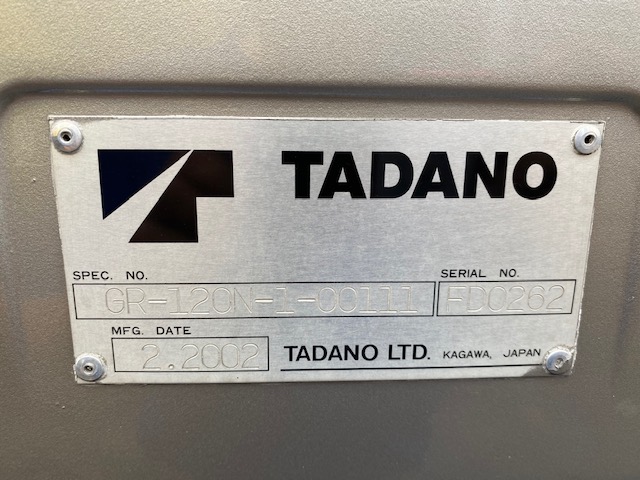 TADANO
SPEC. NO.
GR-120N-1-00111
SERIAL NO.
FD0262
MFG. DATE
2.2002
TADANO LTD. KAGAWA, JAPAN